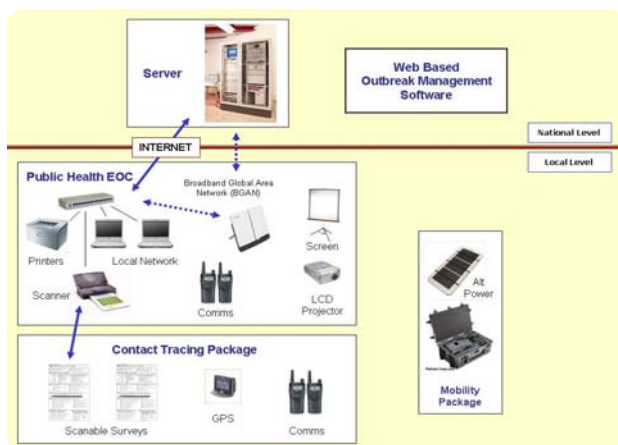 Server
Web Based
Outbreak Management
Software
INTERNET
National Level
Local Level
Public Health EOC
Broadband Global Area
Network (BGAN)
Screen
Printers
Local Network
Scanner
Comms
LCD
Projector
Alt
Power
Mobility
Package
Contact Tracing Package
Scanable Surveys
GPS
Comms